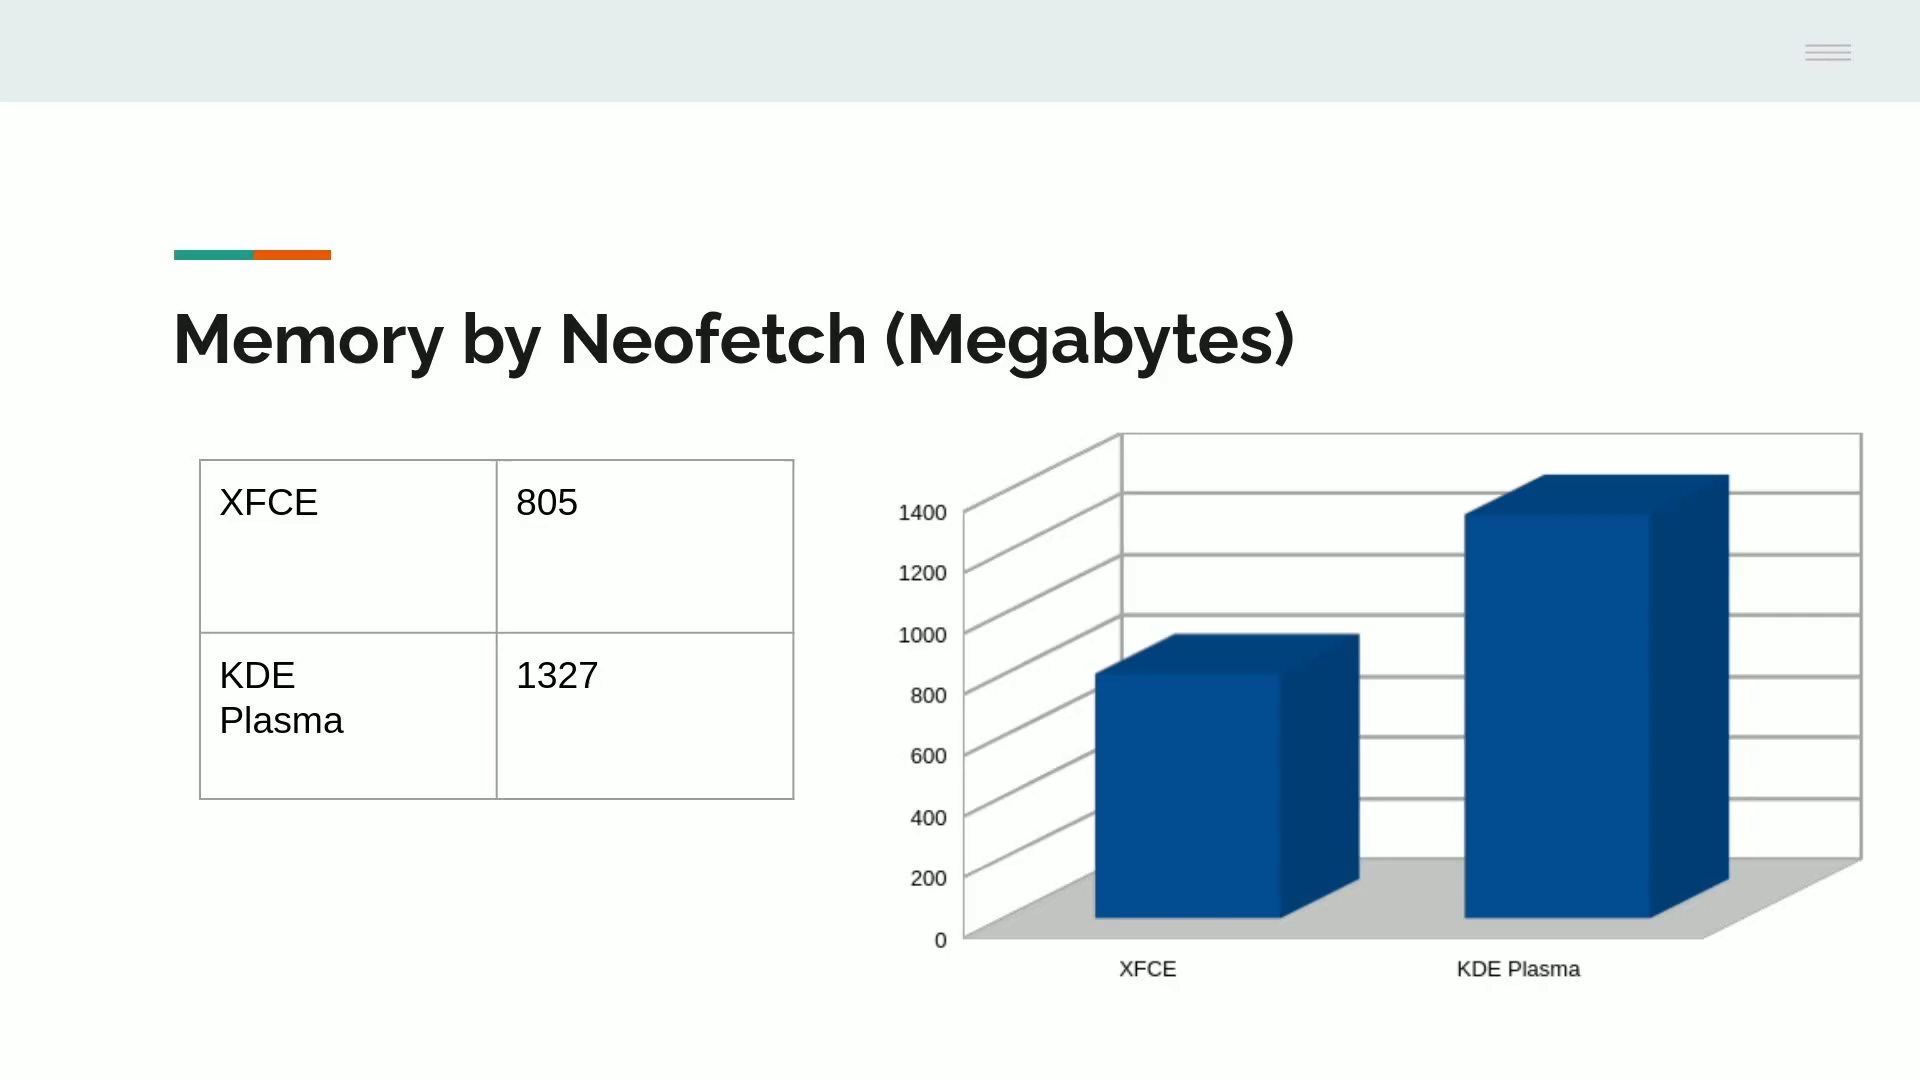 Memory by Neofetch (Megabytes)
XFCE 805
KDE 1327
Plasma
1400
1200
1000
800
600
400
200
0
XFCE KDE Plasma